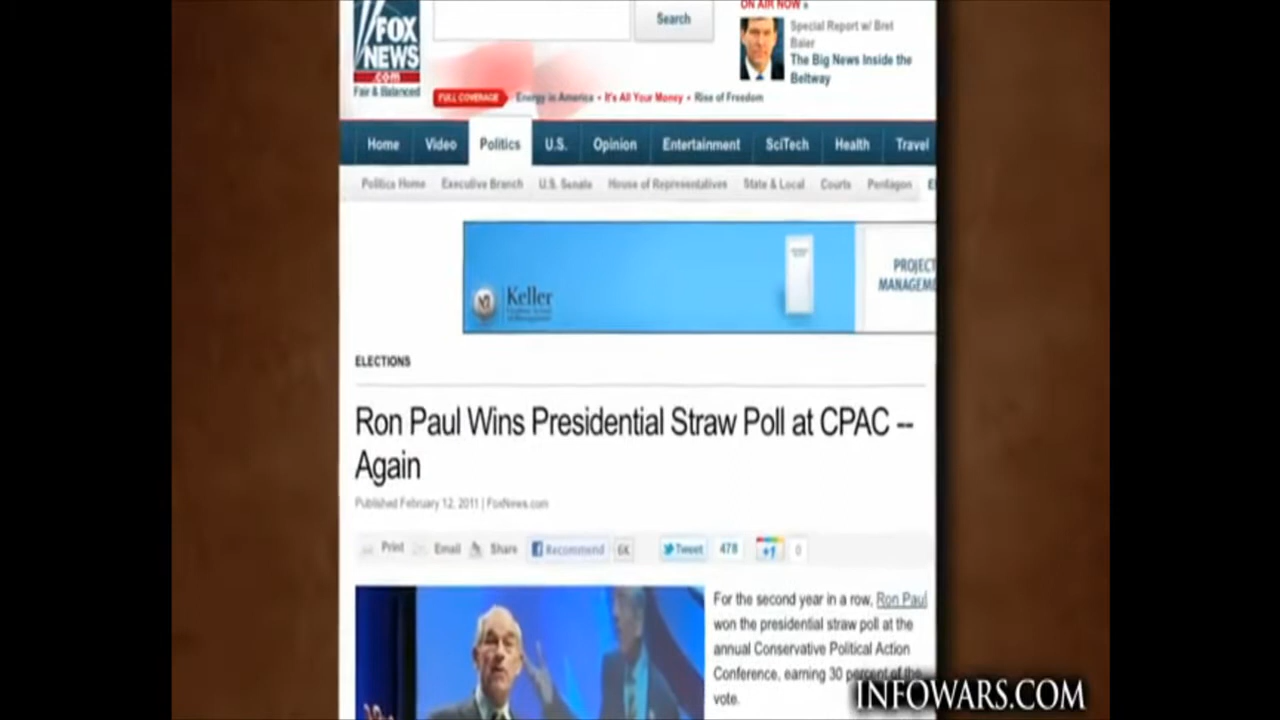 ON AIR NOW »
FOX
NEWS
.com
Fair & Balanced
Search
Special Report w/ Bret
Baier
The Big News Inside the
Beltway
FULL COVERAGE
Energy in America • It's All Your Money • Rise of Freedom
Home Video Politics U.S. Opinion Entertainment SciTech Health Travel
Politics Home Executive Branch U.S. Senate House of Representatives State & Local Courts Pentagon
Keller
PROJECT
MANAGEME
ELECTIONS
Ron Paul Wins Presidential Straw Poll at CPAC --
Again
Published February 12, 2011 | FoxNews.com
Print Email Share Recommend 6K Tweet 478 +1 0
For the second year in a row, Ron Paul
won the presidential straw poll at the
annual Conservative Political Action
Conference, earning 30 percent of the
vote.
INFOWARS.COM